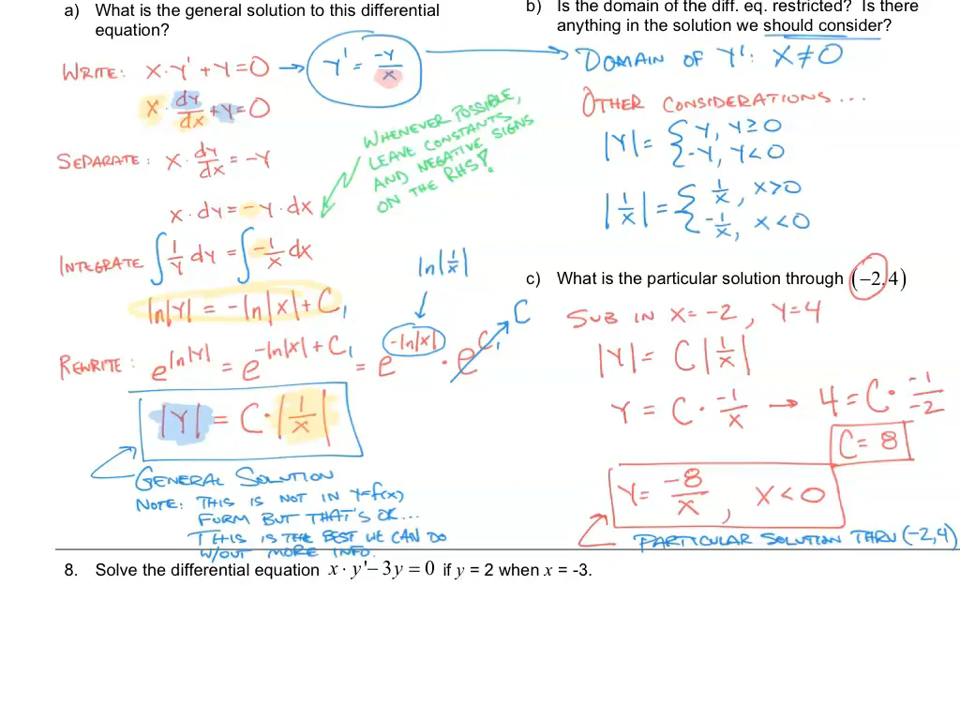 a) What is the general solution to this differential equation?
WRITE: x·y' + y = 0 → y' = -y/x
x · dy/dx + y = 0
SEPARATE: x · dy/dx = -y
x · dy = -y · dx
WHENEVER POSSIBLE,
LEAVE CONSTANTS
AND NEGATIVE SIGNS
ON THE RHS!
INTEGRATE ∫ 1/y dy = ∫ -1/x dx
ln|y| = -ln|x| + C₁
ln|1/x|
REWRITE: e^(ln|y|) = e^(-ln|x| + C₁) = e^(-ln|x|) · e^(C₁) C
|y| = C · |1/x|
GENERAL SOLUTION
NOTE: THIS IS NOT IN y=f(x)
FORM BUT THAT'S OK...
THIS IS THE BEST WE CAN DO
W/OUT MORE INFO.
b) Is the domain of the diff. eq. restricted? Is there
anything in the solution we should consider?
DOMAIN OF y': x ≠ 0
OTHER CONSIDERATIONS...
|y| = { y, y ≥ 0
-y, y < 0
|1/x| = { 1/x, x > 0
-1/x, x < 0
c) What is the particular solution through (−2,4)
SUB IN x = -2, y = 4
|y| = C |1/x|
y = C · -1/x → 4 = C · -1/-2
C = 8
y = -8/x, x < 0
PARTICULAR SOLUTION THRU (-2,4)
8. Solve the differential equation x · y' − 3y = 0 if y = 2 when x = -3.